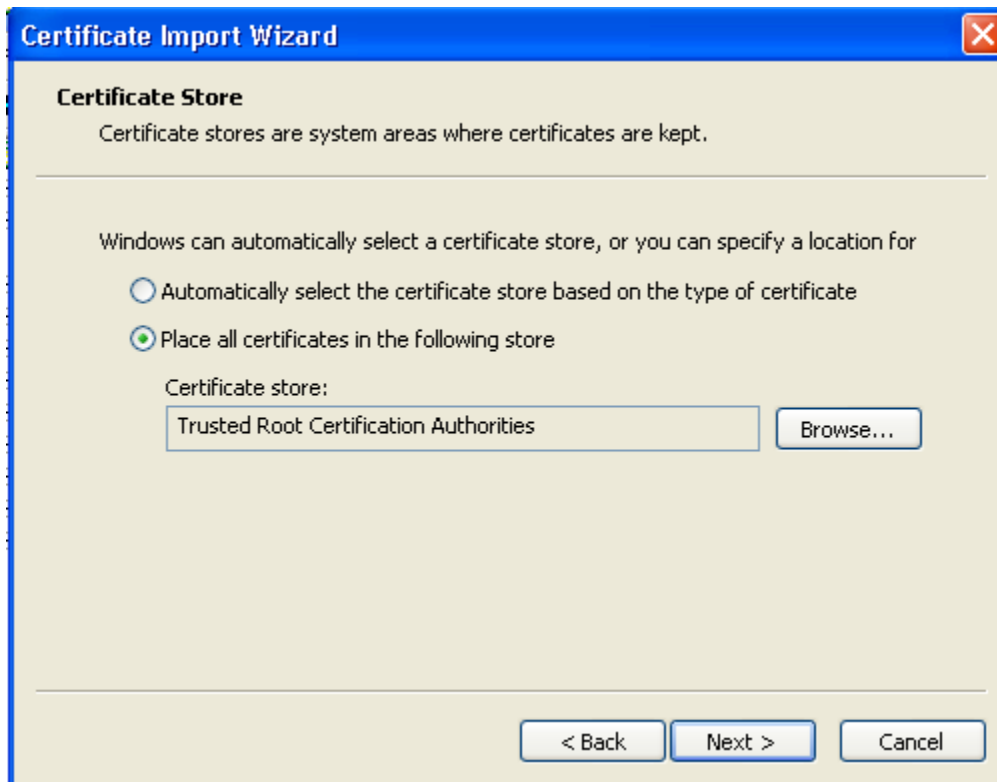 Certificate Import Wizard
Certificate Store
Certificate stores are system areas where certificates are kept.
Windows can automatically select a certificate store, or you can specify a location for
Automatically select the certificate store based on the type of certificate
Place all certificates in the following store
Certificate store:
Trusted Root Certification Authorities
Browse...
< Back
Next >
Cancel